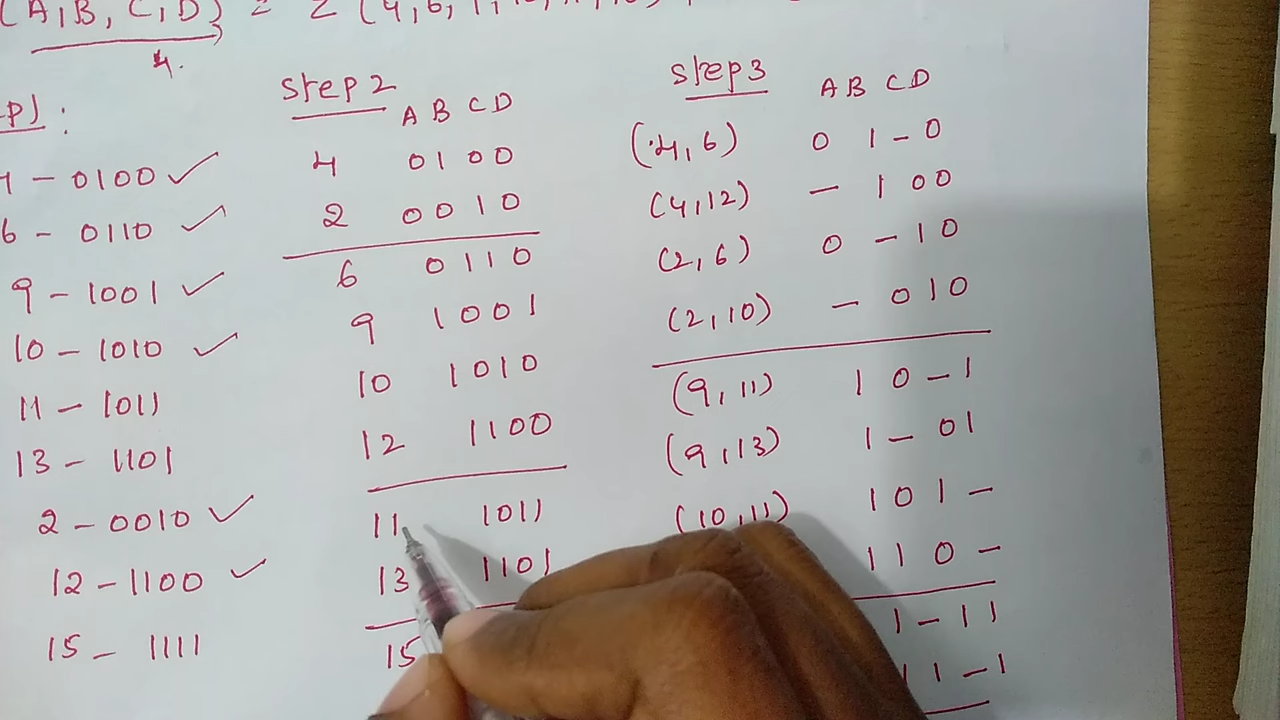 (A,B,C,D) = Σ (4,6,
4.
p1:
4 - 0100 ✓
6 - 0110 ✓
9 - 1001 ✓
10 - 1010 ✓
11 - 1011
13 - 1101
2 - 0010 ✓
12 - 1100 ✓
15 - 1111
Step 2
A B C D
4 0100
2 0010
6 0110
9 1001
10 1010
12 1100
11 1011
13 1101
15
Step 3
A B C D
(4,6) 0 1 - 0
(4,12) - 1 0 0
(2,6) 0 - 1 0
(2,10) - 0 1 0
(9,11) 1 0 - 1
(9,13) 1 - 0 1
(10,11) 1 0 1 -
1 1 0 -
1 - 1 1
1 1 - 1